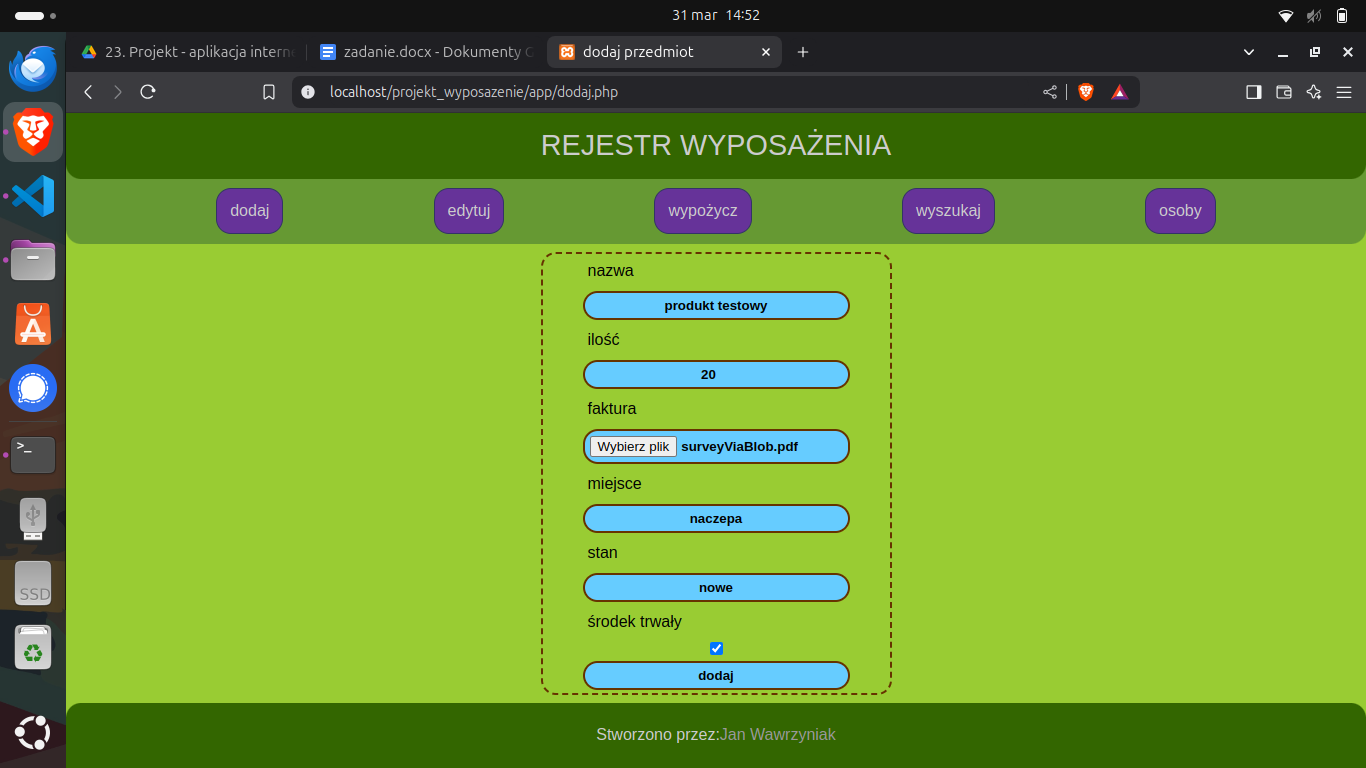 31 mar 14:52
23. Projekt - aplikacja interne
zadanie.docx - Dokumenty G
dodaj przedmiot
localhost/projekt_wyposazenie/app/dodaj.php
REJESTR WYPOSAŻENIA
dodaj
edytuj
wypożycz
wyszukaj
osoby
nazwa
produkt testowy
ilość
20
faktura
Wybierz plik surveyViaBlob.pdf
miejsce
naczepa
stan
nowe
środek trwały
dodaj
Stworzono przez:Jan Wawrzyniak
>_
SSD